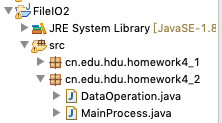 FileIO2
JRE System Library [JavaSE-1.8
src
cn.edu.hdu.homework4_1
cn.edu.hdu.homework4_2
DataOperation.java
MainProcess.java